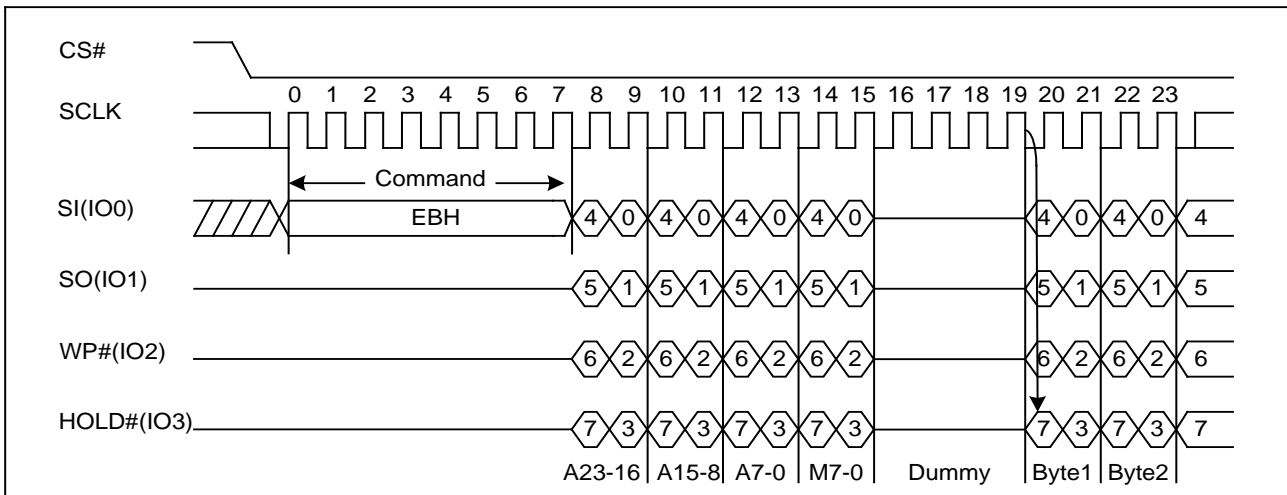 CS#
0 1 2 3 4 5 6 7 8 9 10 11 12 13 14 15 16 17 18 19 20 21 22 23
SCLK
Command
SI(IO0)
EBH
4 0 4 0 4 0 4 0 4 0 4 0 4
SO(IO1)
5 1 5 1 5 1 5 1 5 1 5 1 5
WP#(IO2)
6 2 6 2 6 2 6 2 6 2 6 2 6
HOLD#(IO3)
7 3 7 3 7 3 7 3 7 3 7 3 7
A23-16 A15-8 A7-0 M7-0 Dummy Byte1 Byte2